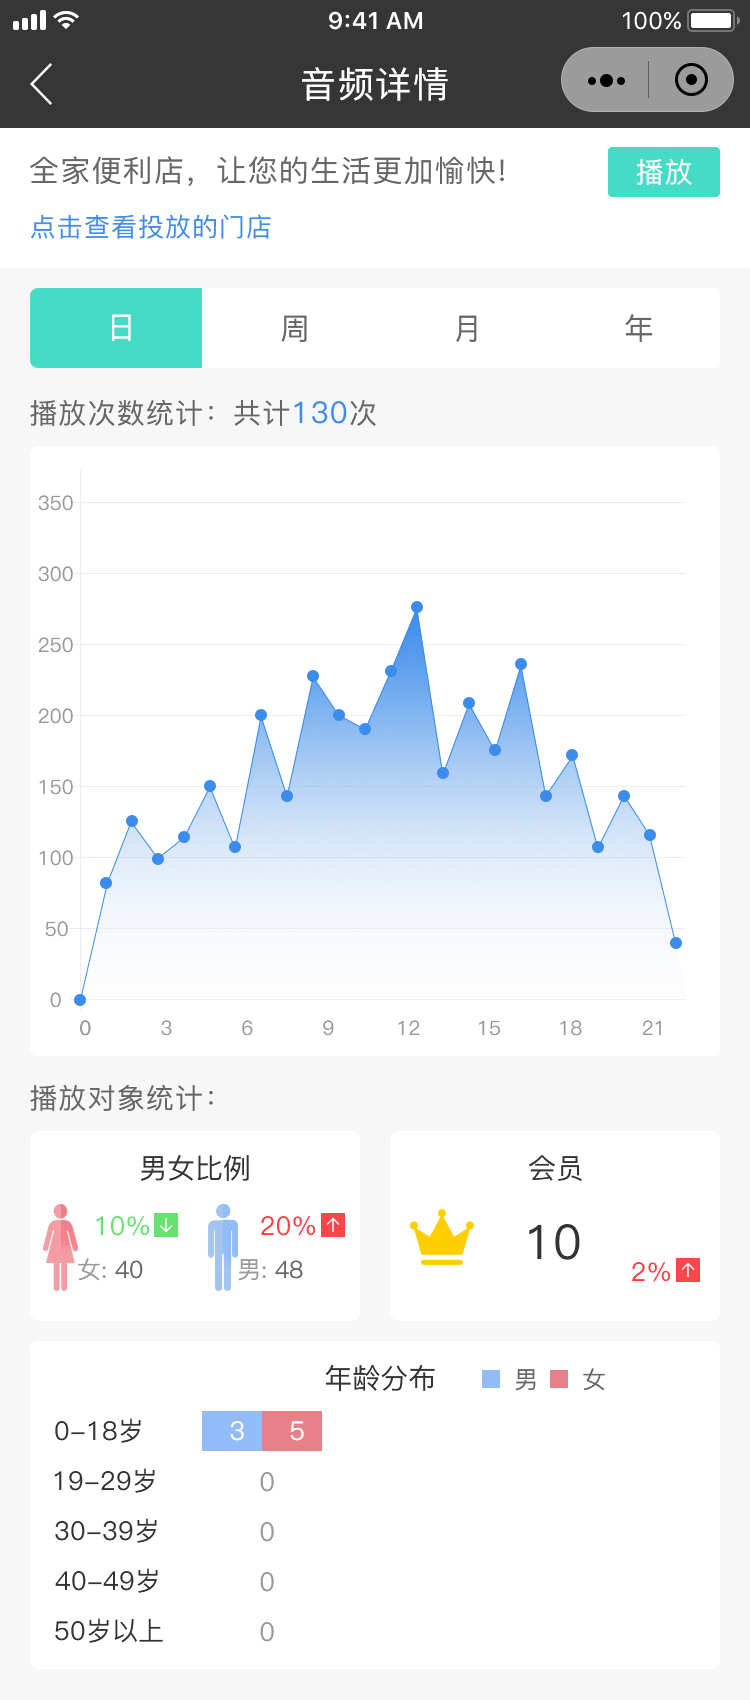 9:41 AM 100%
音频详情
全家便利店，让您的生活更加愉快!
播放
点击查看投放的门店
日 周 月 年
播放次数统计：共计130次
350
300
250
200
150
100
50
0
0 3 6 9 12 15 18 21
播放对象统计：
男女比例
10% 20%
女: 40 男: 48
会员
10
2%
年龄分布 男 女
0-18岁 3 5
19-29岁 0
30-39岁 0
40-49岁 0
50岁以上 0